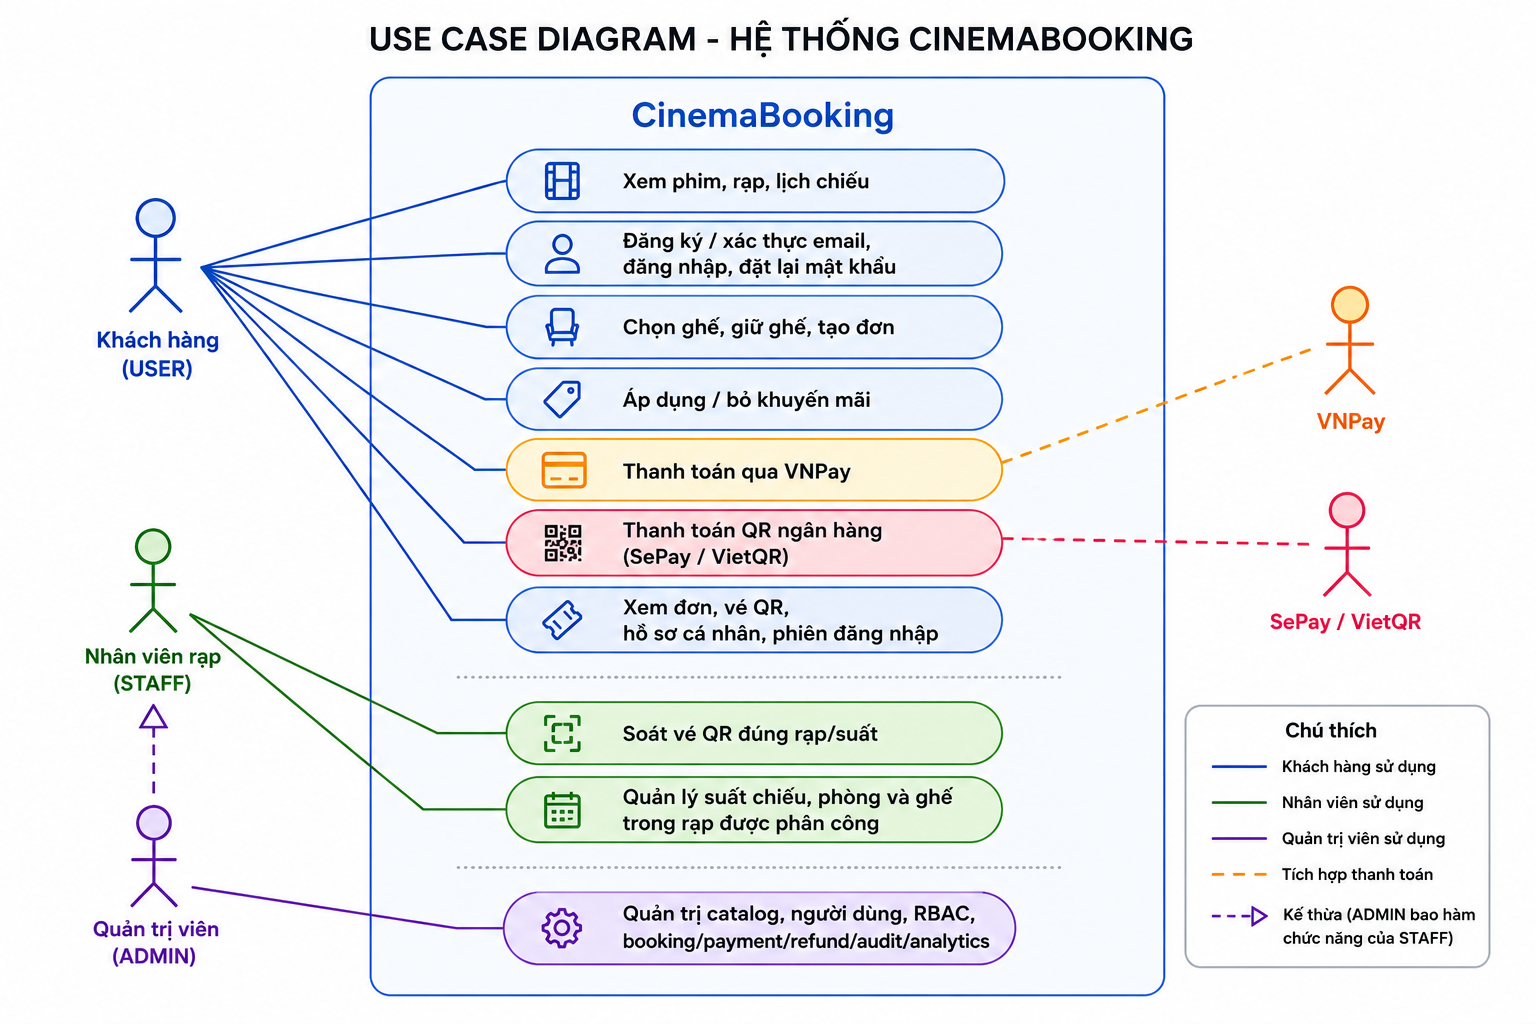 USE CASE DIAGRAM - HỆ THỐNG CINEMABOOKING
CinemaBooking
Xem phim, rạp, lịch chiếu
Đăng ký / xác thực email,
đăng nhập, đặt lại mật khẩu
Chọn ghế, giữ ghế, tạo đơn
Áp dụng / bỏ khuyến mãi
Thanh toán qua VNPay
Thanh toán QR ngân hàng
(SePay / VietQR)
Xem đơn, vé QR,
hồ sơ cá nhân, phiên đăng nhập
Soát vé QR đúng rạp/suất
Quản lý suất chiếu, phòng và ghế
trong rạp được phân công
Quản trị catalog, người dùng, RBAC,
booking/payment/refund/audit/analytics
Khách hàng
(USER)
Nhân viên rạp
(STAFF)
Quản trị viên
(ADMIN)
VNPay
SePay / VietQR
Chú thích
Khách hàng sử dụng
Nhân viên sử dụng
Quản trị viên sử dụng
Tích hợp thanh toán
Kế thừa (ADMIN bao hàm
chức năng của STAFF)